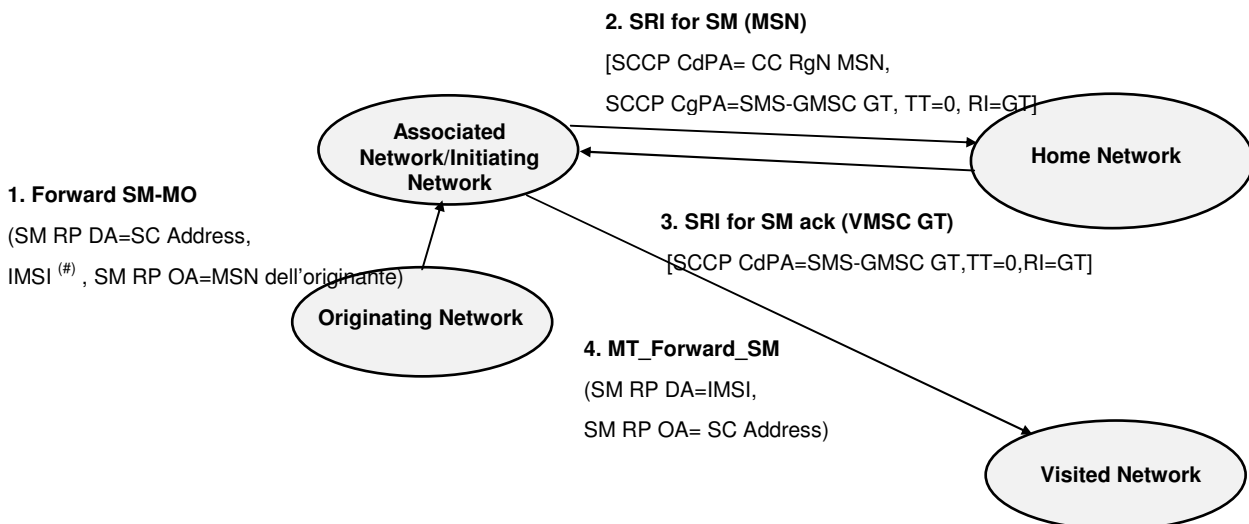 2. SRI for SM (MSN)
[SCCP CdPA= CC RgN MSN,
SCCP CgPA=SMS-GMSC GT, TT=0, RI=GT]
Associated
Network/Initiating
Network
Home Network
1. Forward SM-MO
(SM RP DA=SC Address,
IMSI (#) , SM RP OA=MSN dell'originante)
3. SRI for SM ack (VMSC GT)
[SCCP CdPA=SMS-GMSC GT,TT=0,RI=GT]
Originating Network
4. MT_Forward_SM
(SM RP DA=IMSI,
SM RP OA= SC Address)
Visited Network